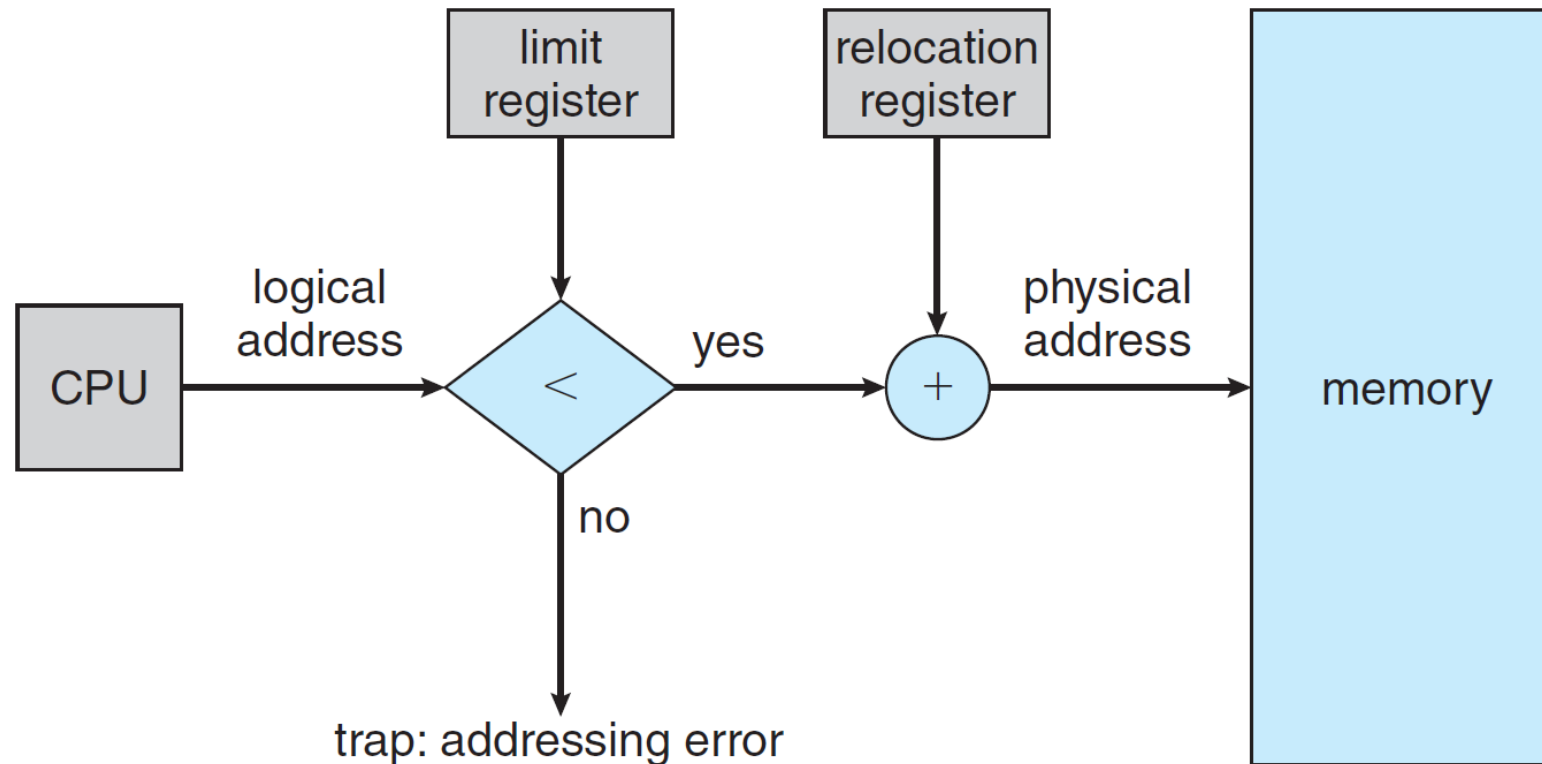 limit
register
relocation
register
logical
address
physical
address
CPU
<
yes
+
memory
no
trap: addressing error